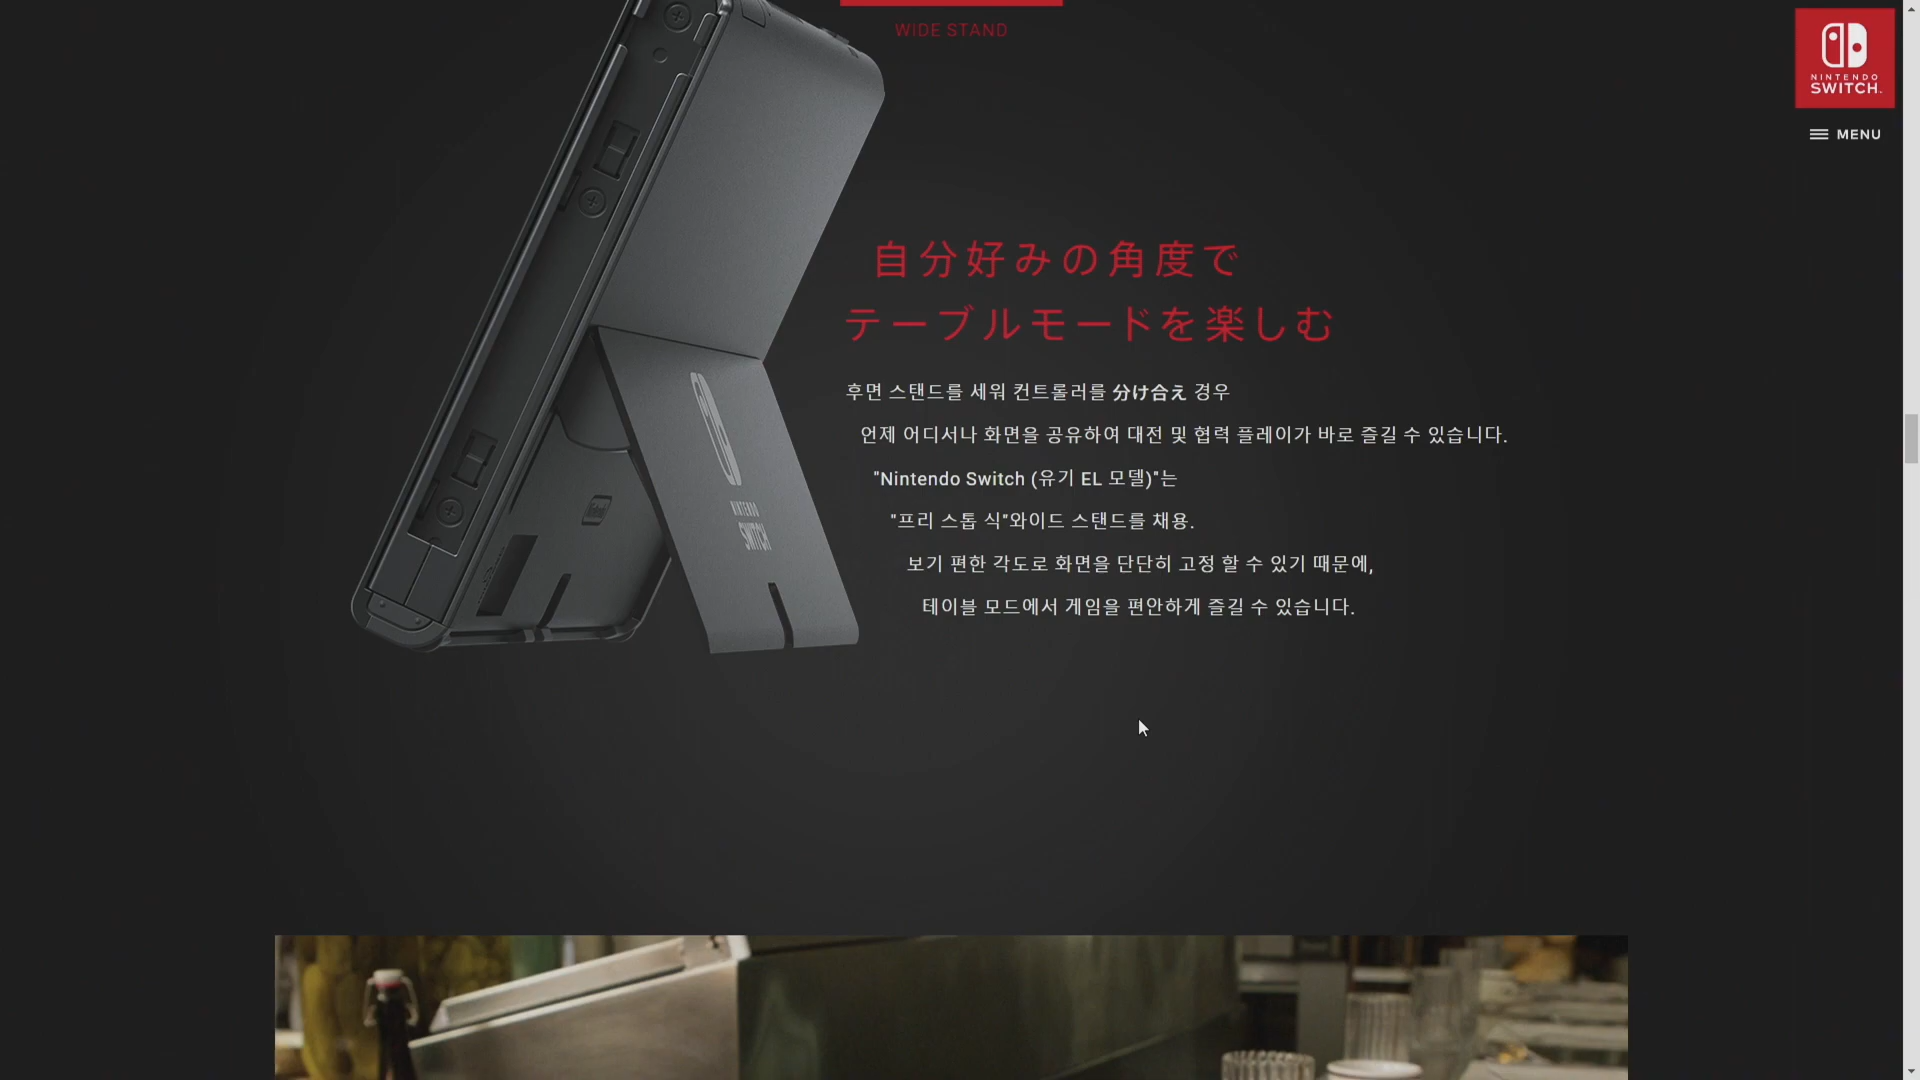 WIDE STAND
NINTENDO
SWITCH.
MENU
自分好みの角度で
テーブルモードを楽しむ
후면 스탠드를 세워 컨트롤러를 分け合え 경우
언제 어디서나 화면을 공유하여 대전 및 협력 플레이가 바로 즐길 수 있습니다.
"Nintendo Switch (유기 EL 모델)"는
"프리 스톱 식"와이드 스탠드를 채용.
보기 편한 각도로 화면을 단단히 고정 할 수 있기 때문에,
테이블 모드에서 게임을 편안하게 즐길 수 있습니다.
NINTENDO
SWITCH